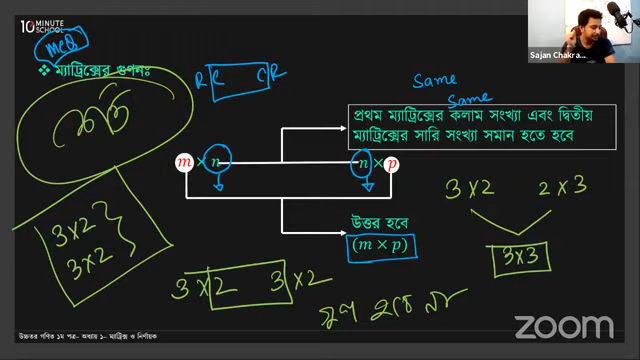 10 MINUTE SCHOOL
MCQ
❖ ম্যাট্রিক্সের গুণনঃ
শর্ত
R C C R
Same
Same
প্রথম ম্যাট্রিক্সের কলাম সংখ্যা এবং দ্বিতীয়
ম্যাট্রিক্সের সারি সংখ্যা সমান হতে হবে
m × n n × p
3×2 2×3
3×3
উত্তর হবে
(m × p)
3×2
3×2
3×2 3×2
গুণ হবে না
উচ্চতর গণিত ১ম পত্র- অধ্যায় ১- ম্যাট্রিক্স ও নির্ণায়ক
Sajan Chakra...
zoom